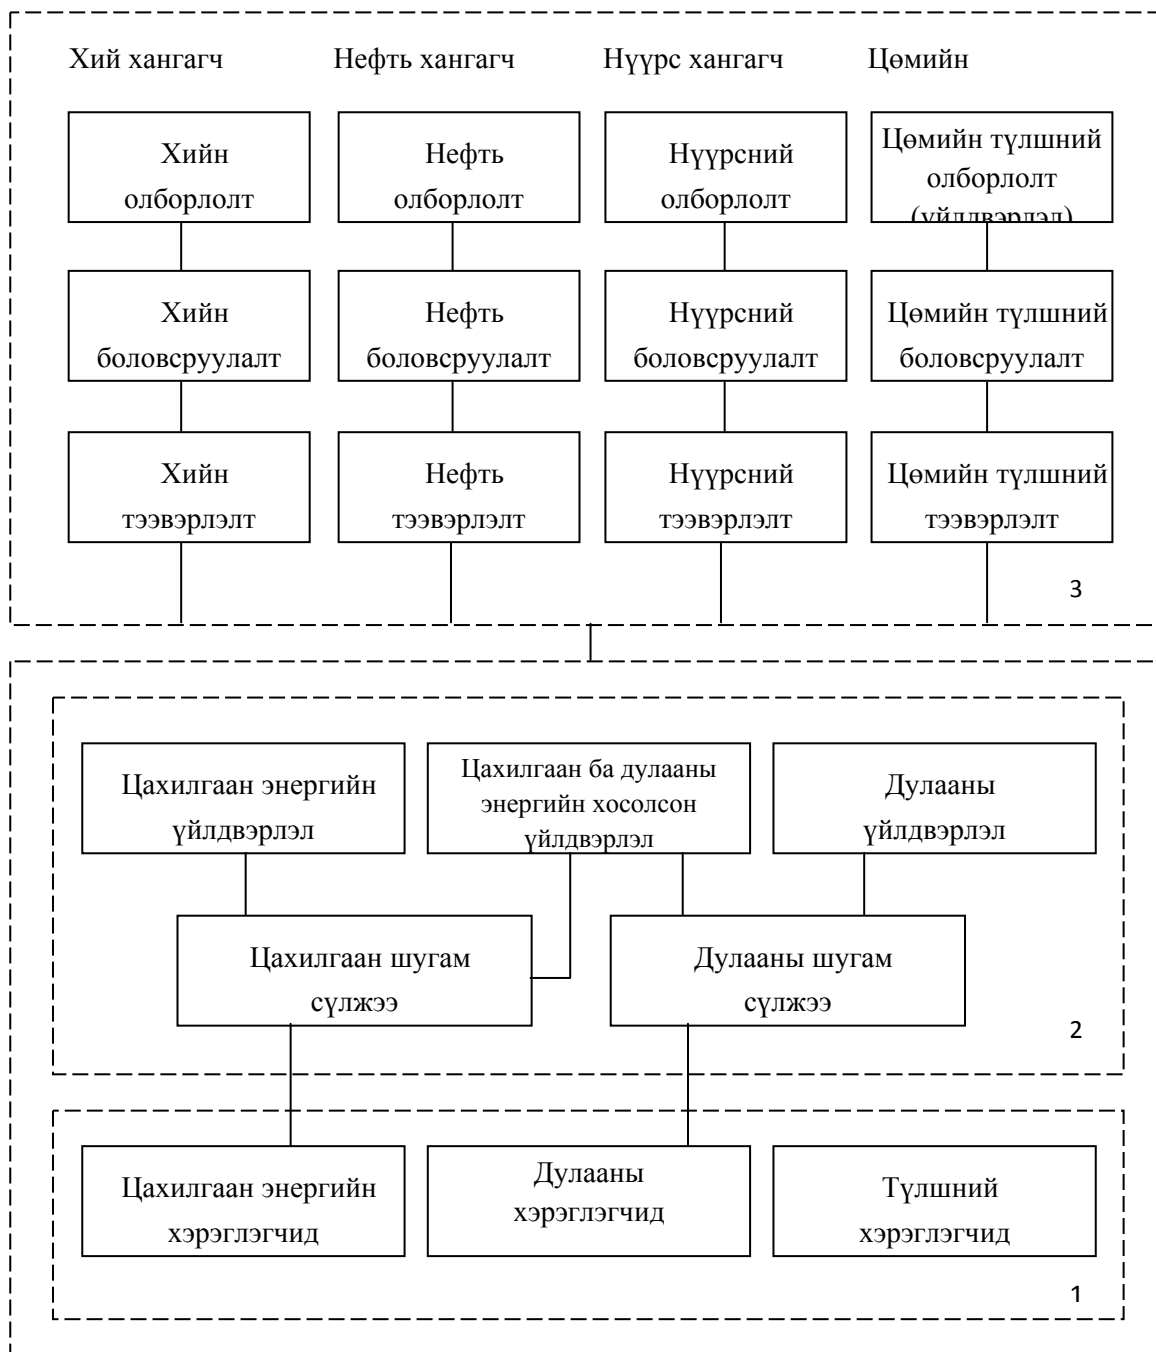 Хий хангагч
Нефть хангагч
Нүүрс хангагч
Цөмийн
Хийн
олборлолт
Нефть
олборлолт
Нүүрсний
олборлолт
Цөмийн түлшний
олборлолт
(үйлдвэрлэл)
Хийн
боловсруулалт
Нефть
боловсруулалт
Нүүрсний
боловсруулалт
Цөмийн түлшний
боловсруулалт
Хийн
тээвэрлэлт
Нефть
тээвэрлэлт
Нүүрсний
тээвэрлэлт
Цөмийн түлшний
тээвэрлэлт
3
Цахилгаан энергийн
үйлдвэрлэл
Цахилгаан ба дулааны
энергийн хосолсон
үйлдвэрлэл
Дулааны
үйлдвэрлэл
Цахилгаан шугам
сүлжээ
Дулааны шугам
сүлжээ
2
Цахилгаан энергийн
хэрэглэгчид
Дулааны
хэрэглэгчид
Түлшний
хэрэглэгчид
1